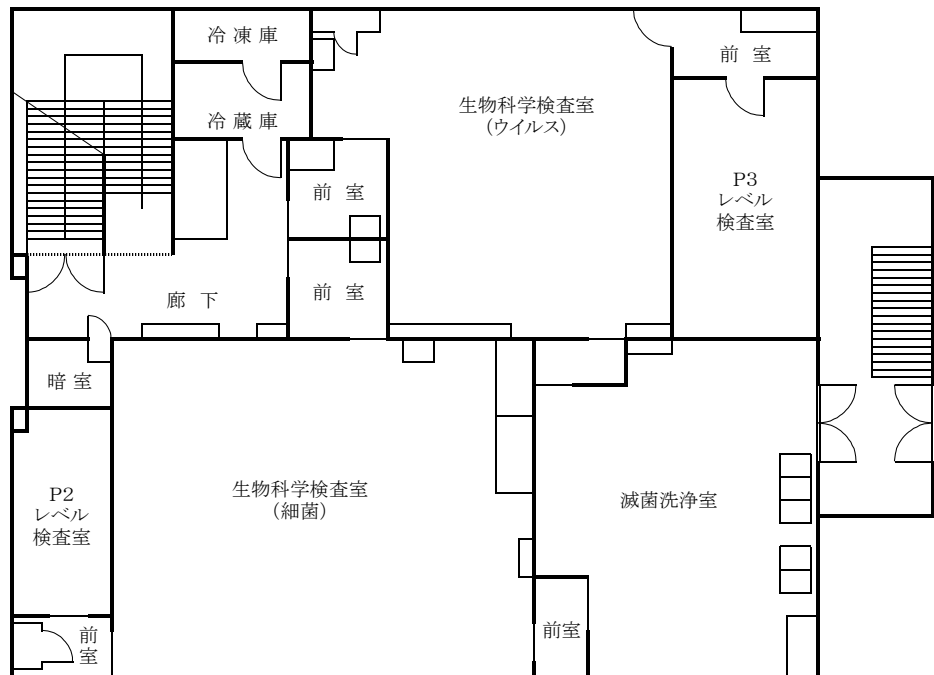 冷凍庫
前室
生物科学検査室
(ウイルス)
冷蔵庫
P3
レベル
検査室
前室
前室
廊下
暗室
生物科学検査室
(細菌)
P2
レベル
検査室
滅菌洗浄室
前室
前室